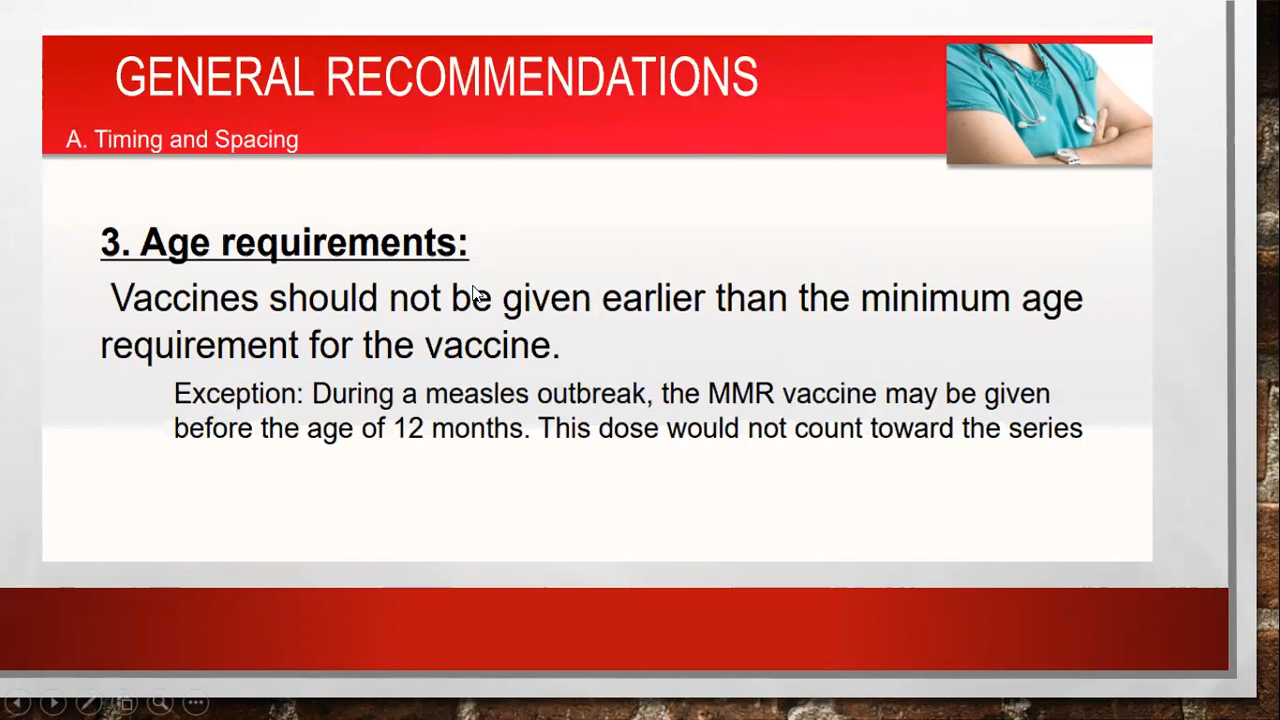 GENERAL RECOMMENDATIONS
A. Timing and Spacing
3. Age requirements:
Vaccines should not be given earlier than the minimum age
requirement for the vaccine.
Exception: During a measles outbreak, the MMR vaccine may be given
before the age of 12 months. This dose would not count toward the series